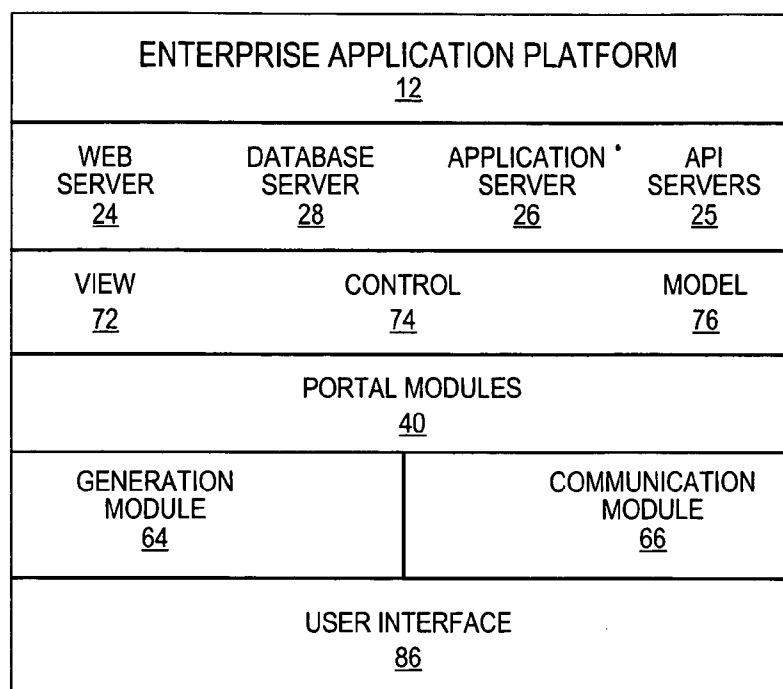 ENTERPRISE APPLICATION PLATFORM
12
WEB SERVER
24
DATABASE SERVER
28
APPLICATION SERVER
26
API SERVERS
25
VIEW
72
CONTROL
74
MODEL
76
PORTAL MODULES
40
GENERATION MODULE
64
COMMUNICATION MODULE
66
USER INTERFACE
86